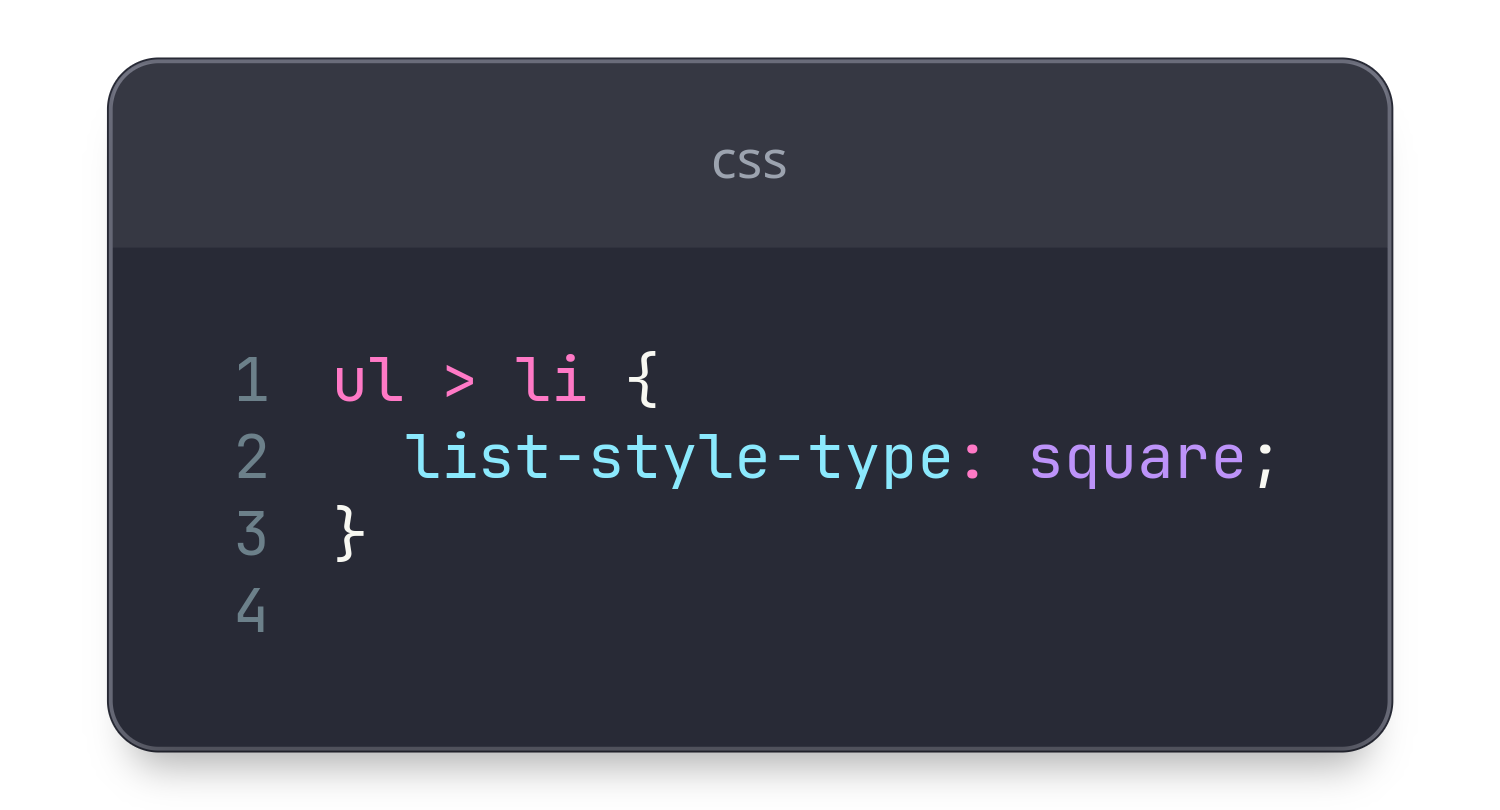 css
1 ul > li {
2   list-style-type: square;
3 }
4